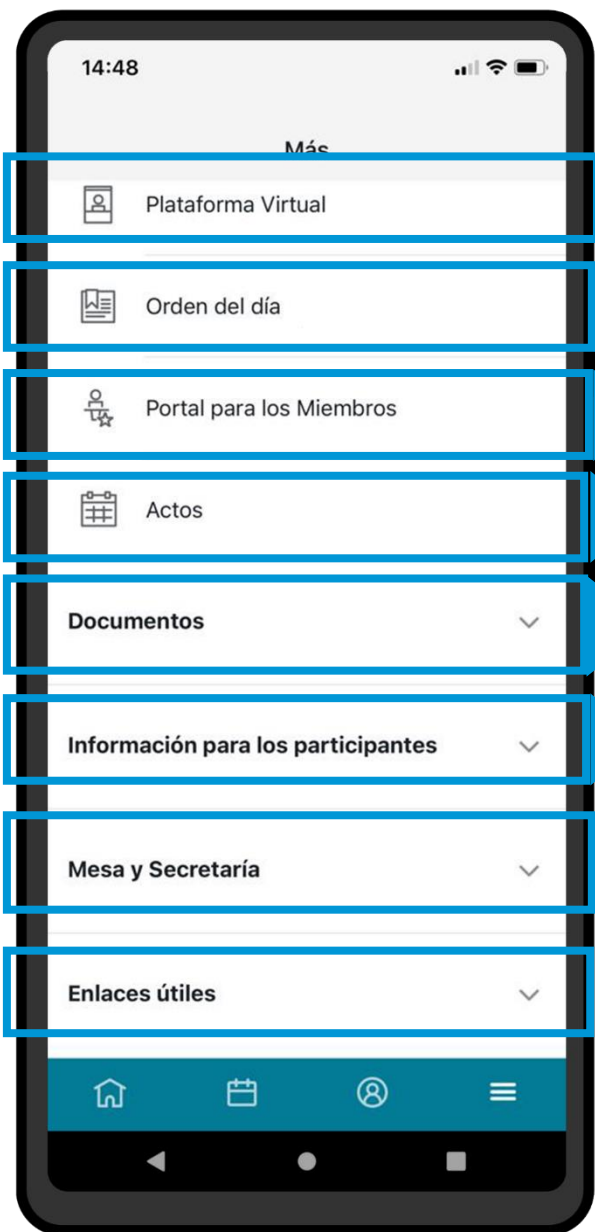 14:48
Más
Plataforma Virtual
Orden del día
Portal para los Miembros
Actos
Documentos
Información para los participantes
Mesa y Secretaría
Enlaces útiles